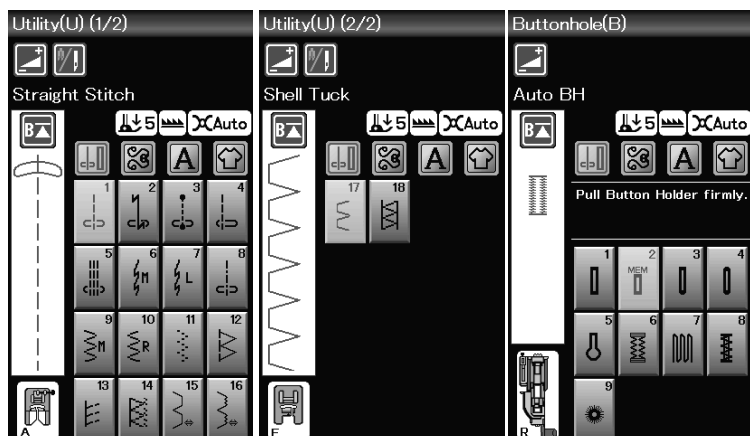 Utility(U) (1/2)
Straight Stitch
B
5
Auto
A
1
2
3
4
5
6
M
7
L
8
9
M
10
R
11
12
13
14
15
16
A
Utility(U) (2/2)
Shell Tuck
B
5
Auto
A
17
18
F
Buttonhole(B)
Auto BH
B
5
Auto
A
Pull Button Holder firmly.
1
2
MEM
3
4
5
6
7
8
9
R